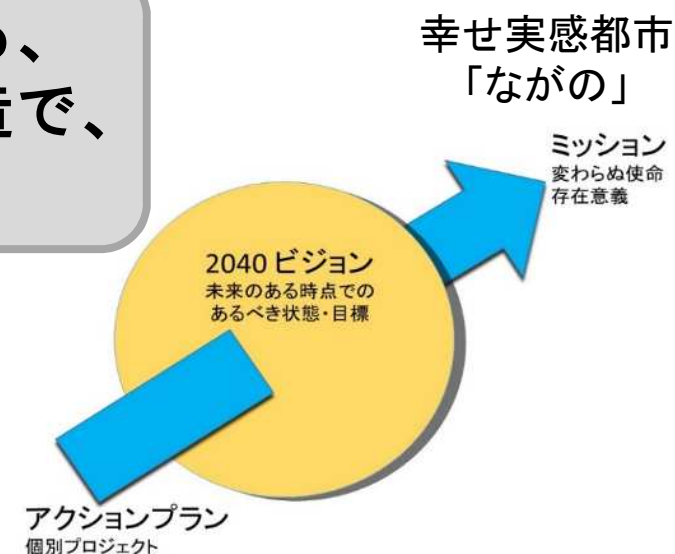 、
で、
幸せ実感都市
「ながの」
ミッション
変わらぬ使命
存在意義
2040 ビジョン
未来のある時点での
あるべき状態・目標
アクションプラン
個別プロジェクト